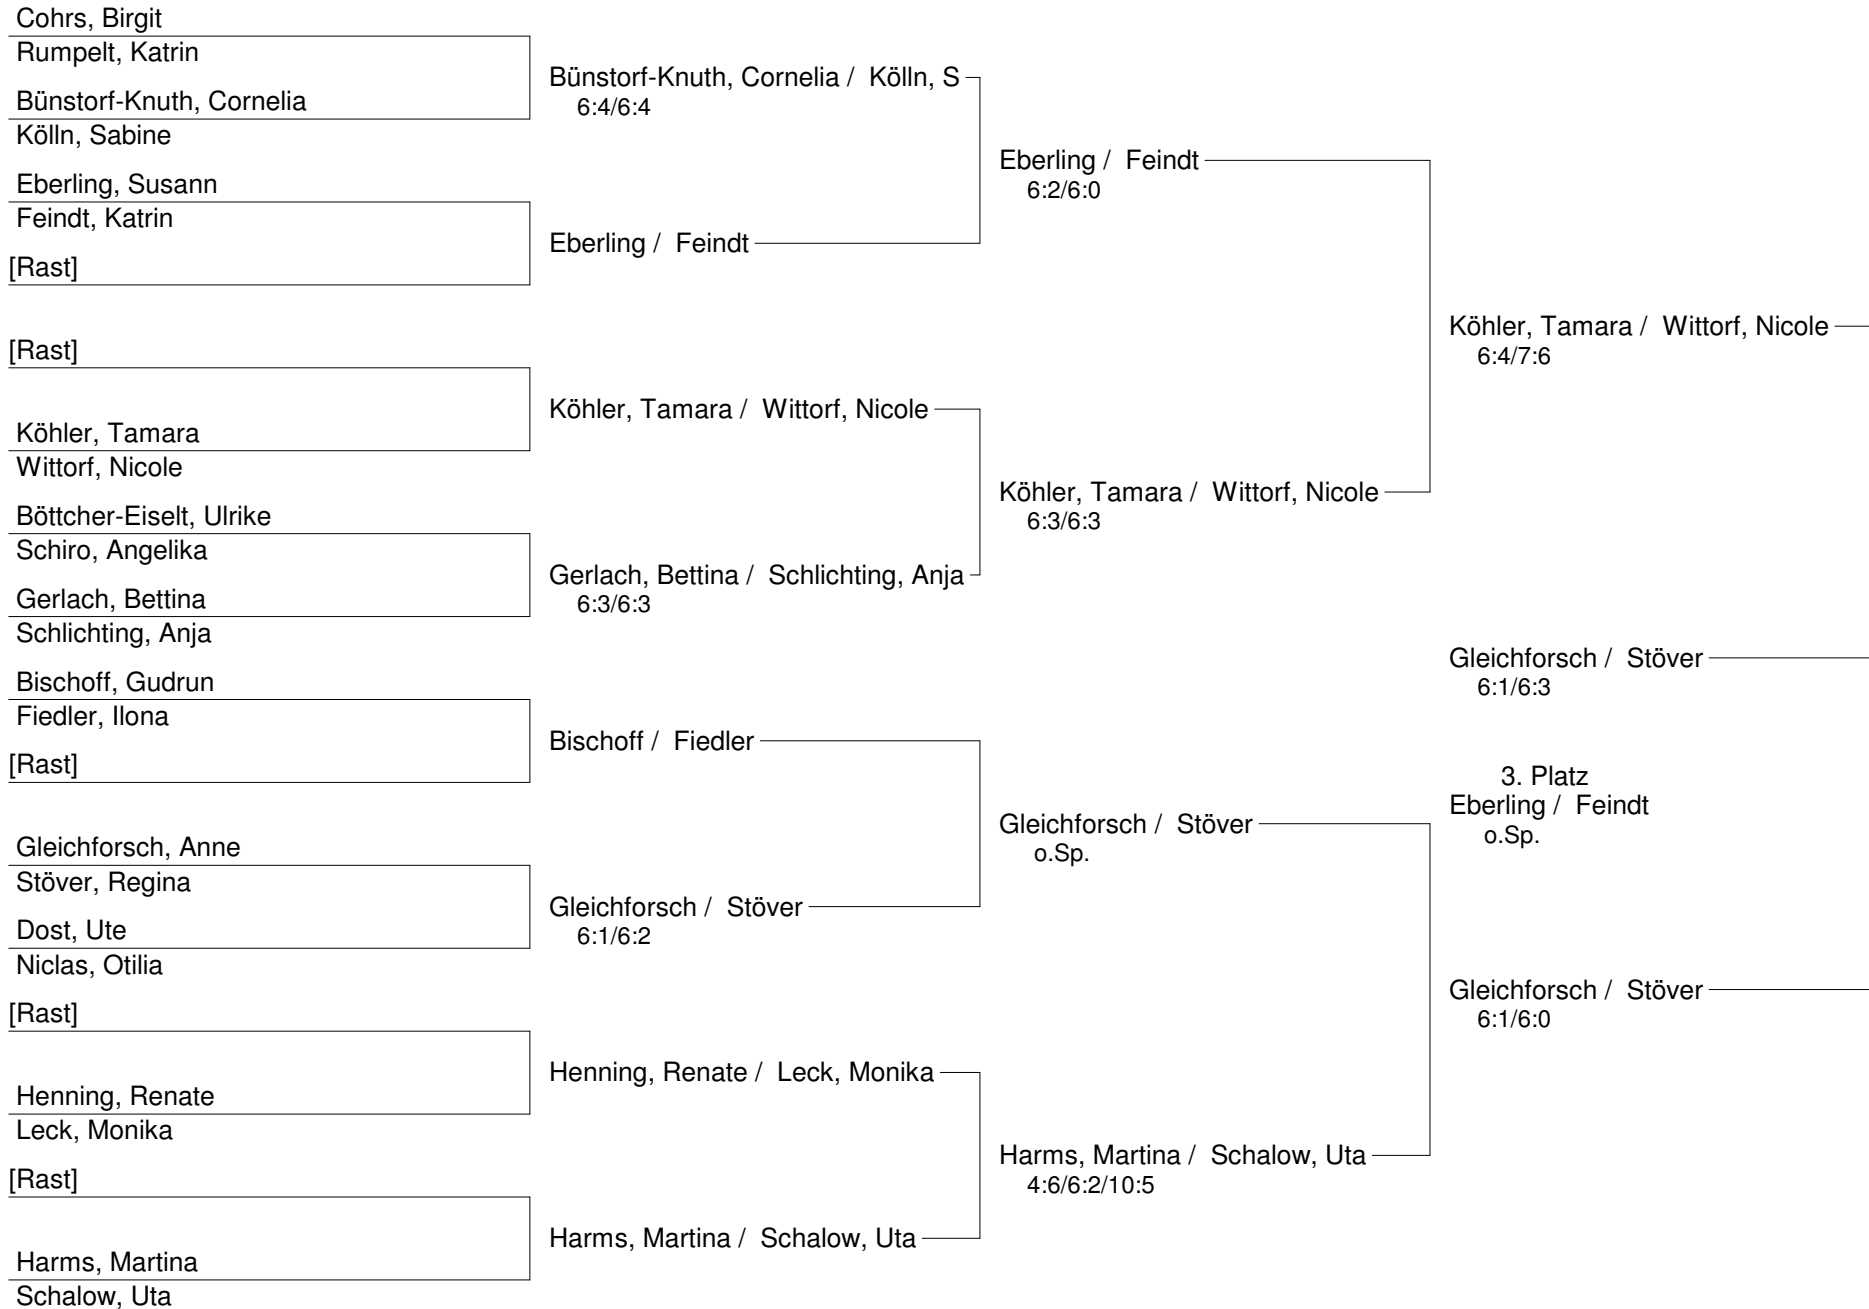 Cohrs, Birgit
Rumpelt, Katrin
Bünstorf-Knuth, Cornelia
Kölln, Sabine
Eberling, Susann
Feindt, Katrin
[Rast]
[Rast]
Köhler, Tamara
Wittorf, Nicole
Böttcher-Eiselt, Ulrike
Schiro, Angelika
Gerlach, Bettina
Schlichting, Anja
Bischoff, Gudrun
Fiedler, Ilona
[Rast]
Gleichforsch, Anne
Stöver, Regina
Dost, Ute
Niclas, Otilia
[Rast]
Henning, Renate
Leck, Monika
[Rast]
Harms, Martina
Schalow, Uta
Bünstorf-Knuth, Cornelia / Kölln, S
6:4/6:4
Eberling / Feindt
Köhler, Tamara / Wittorf, Nicole
Gerlach, Bettina / Schlichting, Anja
6:3/6:3
Bischoff / Fiedler
Gleichforsch / Stöver
6:1/6:2
Henning, Renate / Leck, Monika
Harms, Martina / Schalow, Uta
Eberling / Feindt
6:2/6:0
Köhler, Tamara / Wittorf, Nicole
6:3/6:3
Gleichforsch / Stöver
o.Sp.
Harms, Martina / Schalow, Uta
4:6/6:2/10:5
Köhler, Tamara / Wittorf, Nicole
6:4/7:6
Gleichforsch / Stöver
6:1/6:3
3. Platz
Eberling / Feindt
o.Sp.
Gleichforsch / Stöver
6:1/6:0